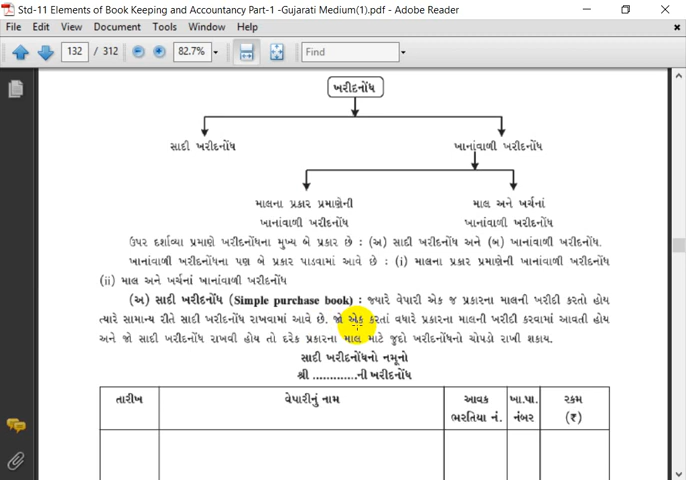 Std-11 Elements of Book Keeping and Accountancy Part-1 -Gujarati Medium(1).pdf - Adobe Reader
File Edit View Document Tools Window Help
132 / 312 82.7% Find
ખરીદનોંધ
સાદી ખરીદનોંધ ખાનાંવાળી ખરીદનોંધ
માલના પ્રકાર પ્રમાણેની માલ અને ખર્ચનાં
ખાનાંવાળી ખરીદનોંધ ખાનાંવાળી ખરીદનોંધ
ઉપર દર્શાવ્યા પ્રમાણે ખરીદનોંધના મુખ્ય બે પ્રકાર છે : (અ) સાદી ખરીદનોંધ અને (બ) ખાનાંવાળી ખરીદનોંધ.
ખાનાંવાળી ખરીદનોંધના પણ બે પ્રકાર પાડવામાં આવે છે : (i) માલના પ્રકાર પ્રમાણેની ખાનાંવાળી ખરીદનોંધ
(ii) માલ અને ખર્ચનાં ખાનાંવાળી ખરીદનોંધ
(અ) સાદી ખરીદનોંધ (Simple purchase book) : જ્યારે વેપારી એક જ પ્રકારના માલની ખરીદી કરતો હોય
ત્યારે સામાન્ય રીતે સાદી ખરીદનોંધ રાખવામાં આવે છે. જો એક કરતાં વધારે પ્રકારના માલની ખરીદી કરવામાં આવતી હોય
અને જો સાદી ખરીદનોંધ રાખવી હોય તો દરેક પ્રકારના માલ માટે જુદો ખરીદનોંધનો ચોપડો રાખી શકાય.
સાદી ખરીદનોંધનો નમૂનો
શ્રી .............ની ખરીદનોંધ
તારીખ વેપારીનું નામ આવક ખા.પા. રકમ
ભરતિયા નં. નંબર (₹)